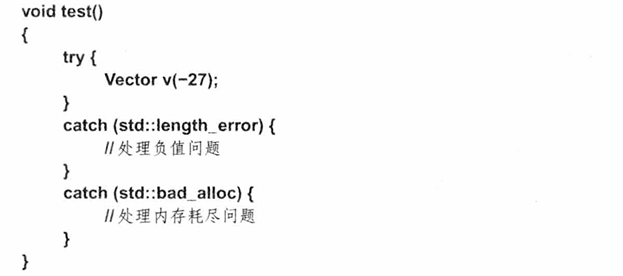 void test()
{
try {
Vector v(−27);
}
catch (std::length_error) {
//处理负值问题
}
catch (std::bad_alloc) {
//处理内存耗尽问题
}
}